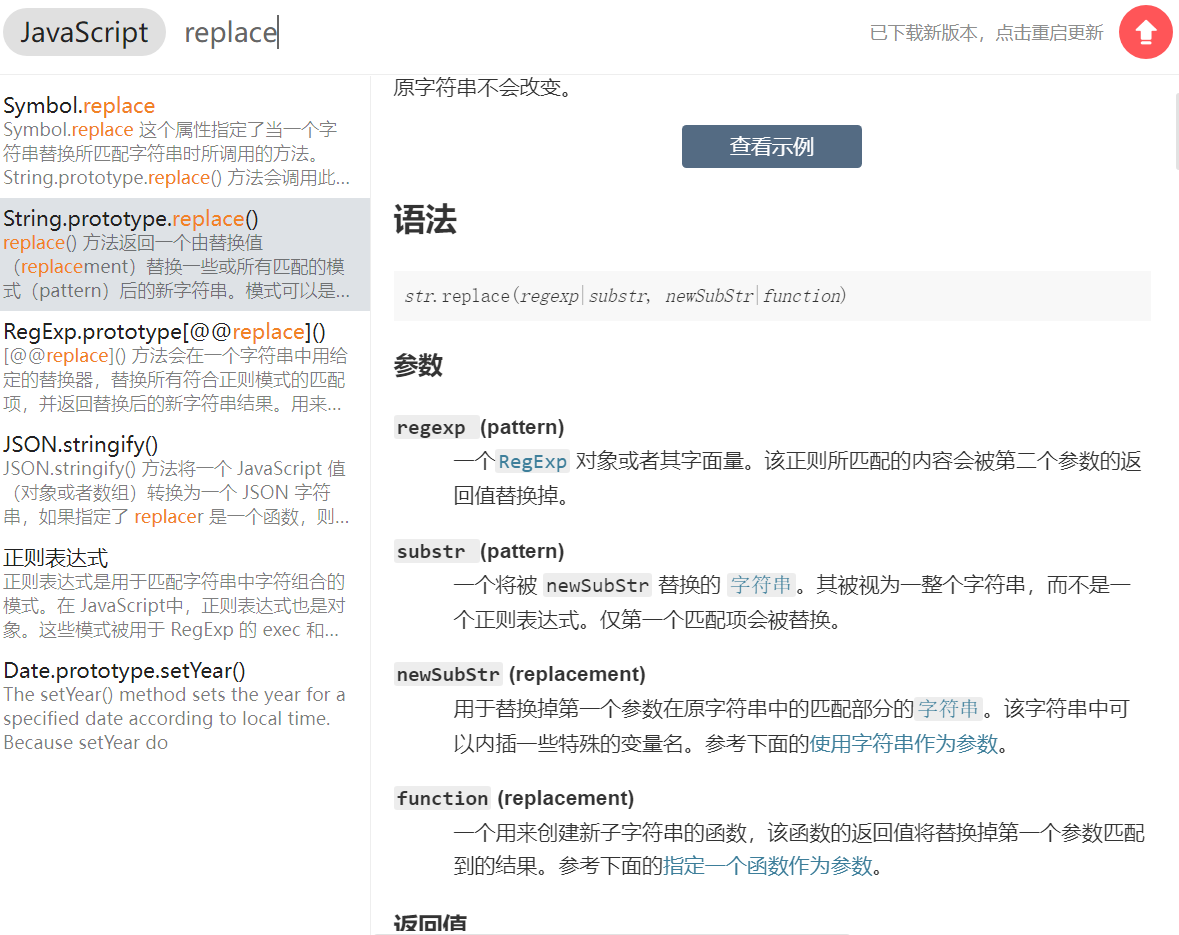 JavaScript replace
已下载新版本，点击重启更新
Symbol.replace
Symbol.replace 这个属性指定了当一个字
符串替换所匹配字符串时所调用的方法。
String.prototype.replace() 方法会调用此...
String.prototype.replace()
replace() 方法返回一个由替换值
（replacement）替换一些或所有匹配的模
式（pattern）后的新字符串。模式可以是...
RegExp.prototype[@@replace]()
[@@replace]() 方法会在一个字符串中用给
定的替换器，替换所有符合正则模式的匹配
项，并返回替换后的新字符串结果。用来...
JSON.stringify()
JSON.stringify() 方法将一个 JavaScript 值
（对象或者数组）转换为一个 JSON 字符
串，如果指定了 replacer 是一个函数，则...
正则表达式
正则表达式是用于匹配字符串中字符组合的
模式。在 JavaScript中，正则表达式也是对
象。这些模式被用于 RegExp 的 exec 和...
Date.prototype.setYear()
The setYear() method sets the year for a
specified date according to local time.
Because setYear do
原字符串不会改变。
查看示例
语法
str.replace(regexp|substr, newSubStr|function)
参数
regexp (pattern)
一个RegExp 对象或者其字面量。该正则所匹配的内容会被第二个参数的返
回值替换掉。
substr (pattern)
一个将被 newSubStr 替换的 字符串。其被视为一整个字符串，而不是一
个正则表达式。仅第一个匹配项会被替换。
newSubStr (replacement)
用于替换掉第一个参数在原字符串中的匹配部分的字符串。该字符串中可
以内插一些特殊的变量名。参考下面的使用字符串作为参数。
function (replacement)
一个用来创建新子字符串的函数，该函数的返回值将替换掉第一个参数匹配
到的结果。参考下面的指定一个函数作为参数。
返回值